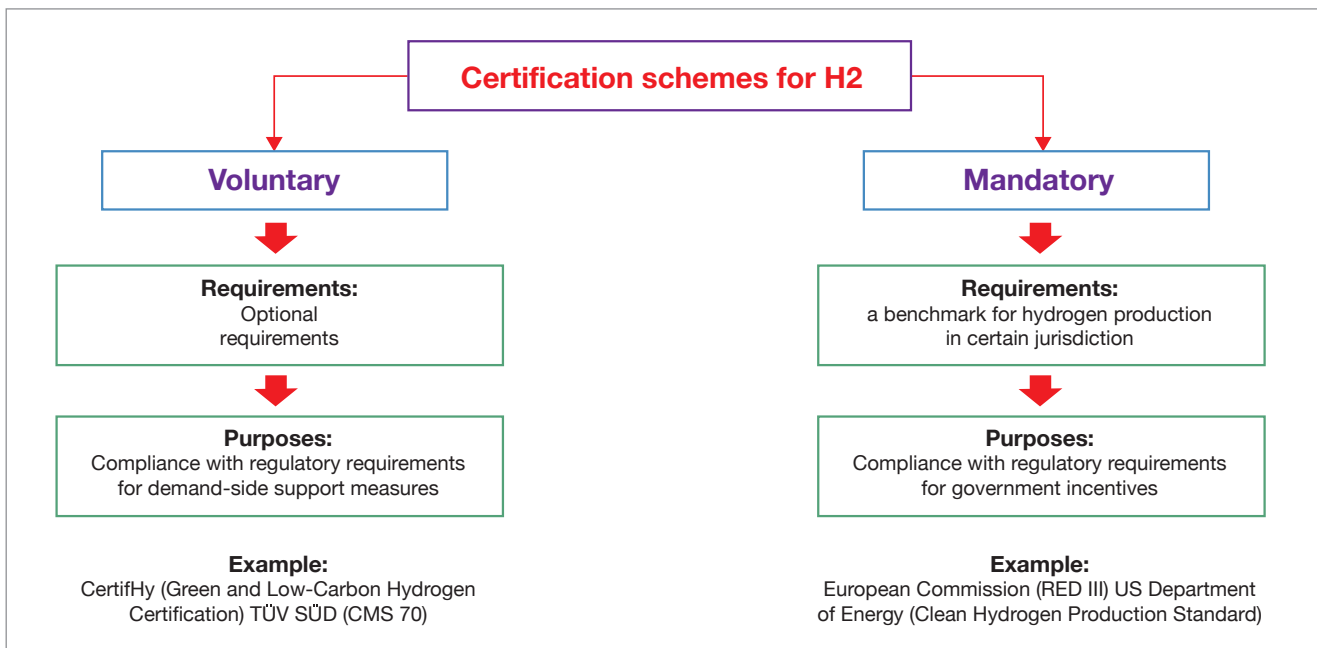 Certification schemes for H2
Voluntary
Mandatory
Requirements:
Optional
requirements
Requirements:
a benchmark for hydrogen production
in certain jurisdiction
Purposes:
Compliance with regulatory requirements
for demand-side support measures
Purposes:
Compliance with regulatory requirements
for government incentives
Example:
CertifHy (Green and Low-Carbon Hydrogen
Certification) TÜV SÜD (CMS 70)
Example:
European Commission (RED III) US Department
of Energy (Clean Hydrogen Production Standard)